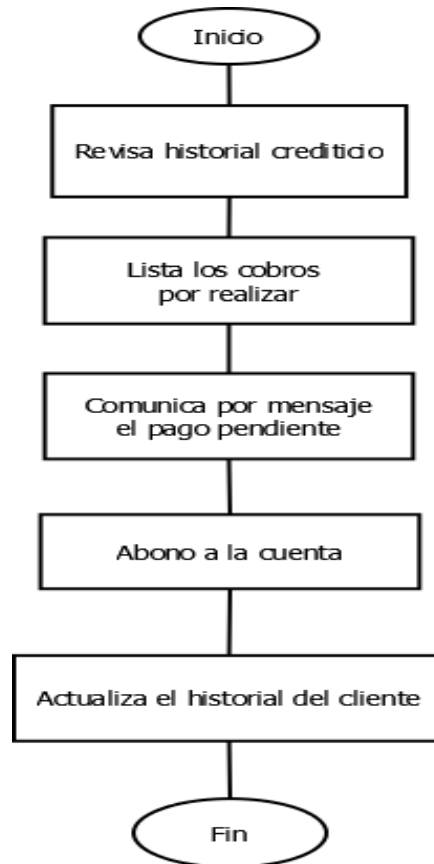 Inicio
Revisa historial crediticio
Lista los cobros
por realizar
Comunica por mensaje
el pago pendiente
Abono a la cuenta
Actualiza el historial del cliente
Fin